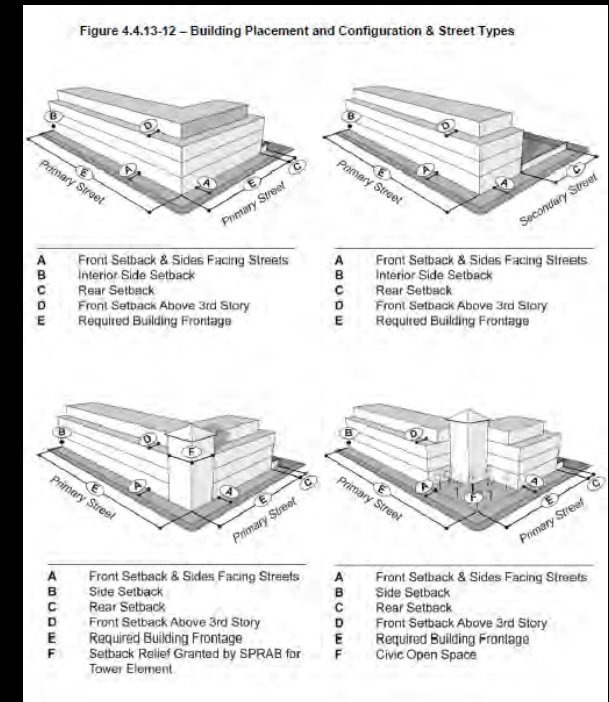 Figure 4.4.13-12 – Building Placement and Configuration & Street Types
B
D
E
A
A
E
C
Primary Street
Primary Street
A Front Setback & Sides Facing Streets
B Interior Side Setback
C Rear Setback
D Front Setback Above 3rd Story
E Required Building Frontage
B
D
E
A
A
C
Primary Street
Secondary Street
A Front Setback & Sides Facing Streets
B Interior Side Setback
C Rear Setback
D Front Setback Above 3rd Story
E Required Building Frontage
B
D
F
E
A
A
E
C
Primary Street
Primary Street
A Front Setback & Sides Facing Streets
B Side Setback
C Rear Setback
D Front Setback Above 3rd Story
E Required Building Frontage
F Setback Relief Granted by SPRAB for
Tower Element
B
D
E
A
F
A
E
C
Primary Street
Primary Street
A Front Setback & Sides Facing Streets
B Side Setback
C Rear Setback
D Front Setback Above 3rd Story
E Required Building Frontage
F Civic Open Space